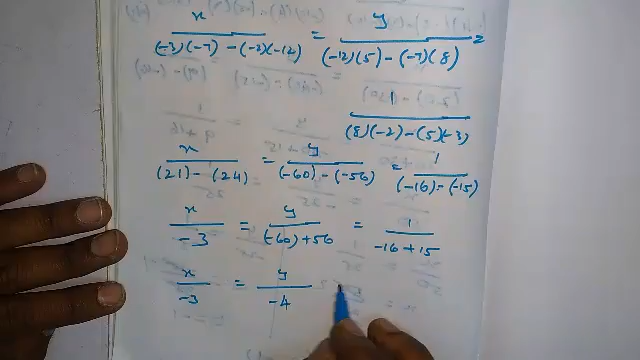 x/((-3)(-7) - (-2)(-12)) = y/((-12)(5) - (-7)(8)) =
1/((8)(-2) - (5)(-3))
x/((21) - (24)) = y/((-60) - (-56)) = 1/((-16) - (-15))
x/-3 = y/((-60) + 56) = 1/(-16 + 15)
x/-3 = y/-4